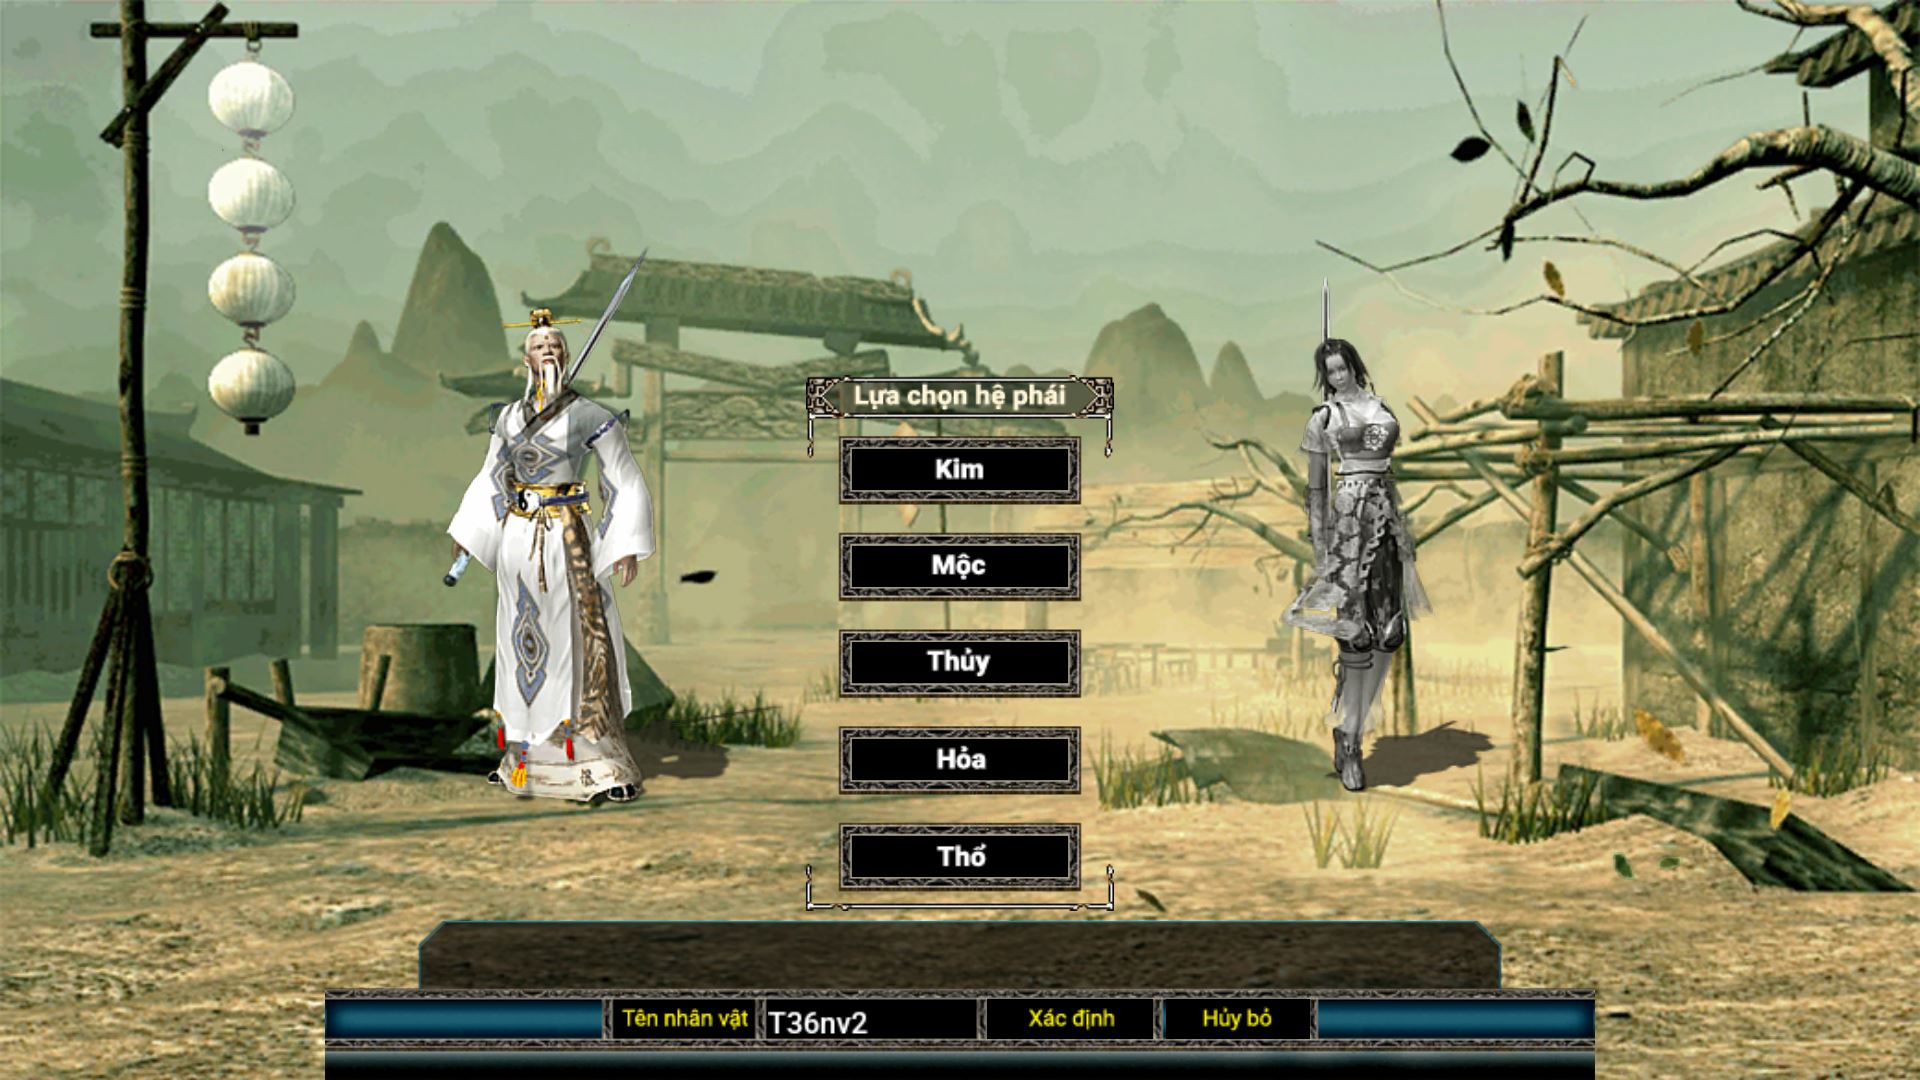 Lựa chọn hệ phái
Kim
Mộc
Thủy
Hỏa
Thổ
Tên nhân vật T36nv2 Xác định Hủy bỏ